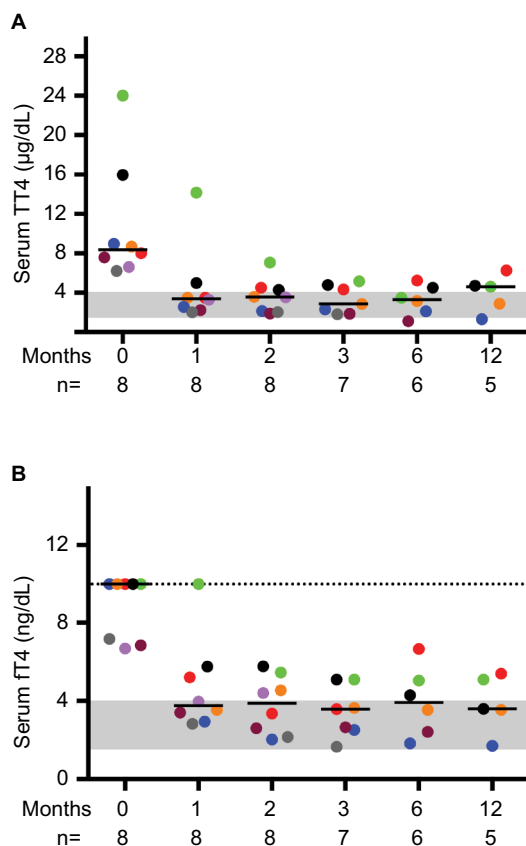 A
Serum TT4 (µg/dL)
28
24
20
16
12
8
4
Months 0 1 2 3 6 12
n= 8 8 8 7 6 5
B
Serum fT4 (ng/dL)
12
8
4
0
Months 0 1 2 3 6 12
n= 8 8 8 7 6 5